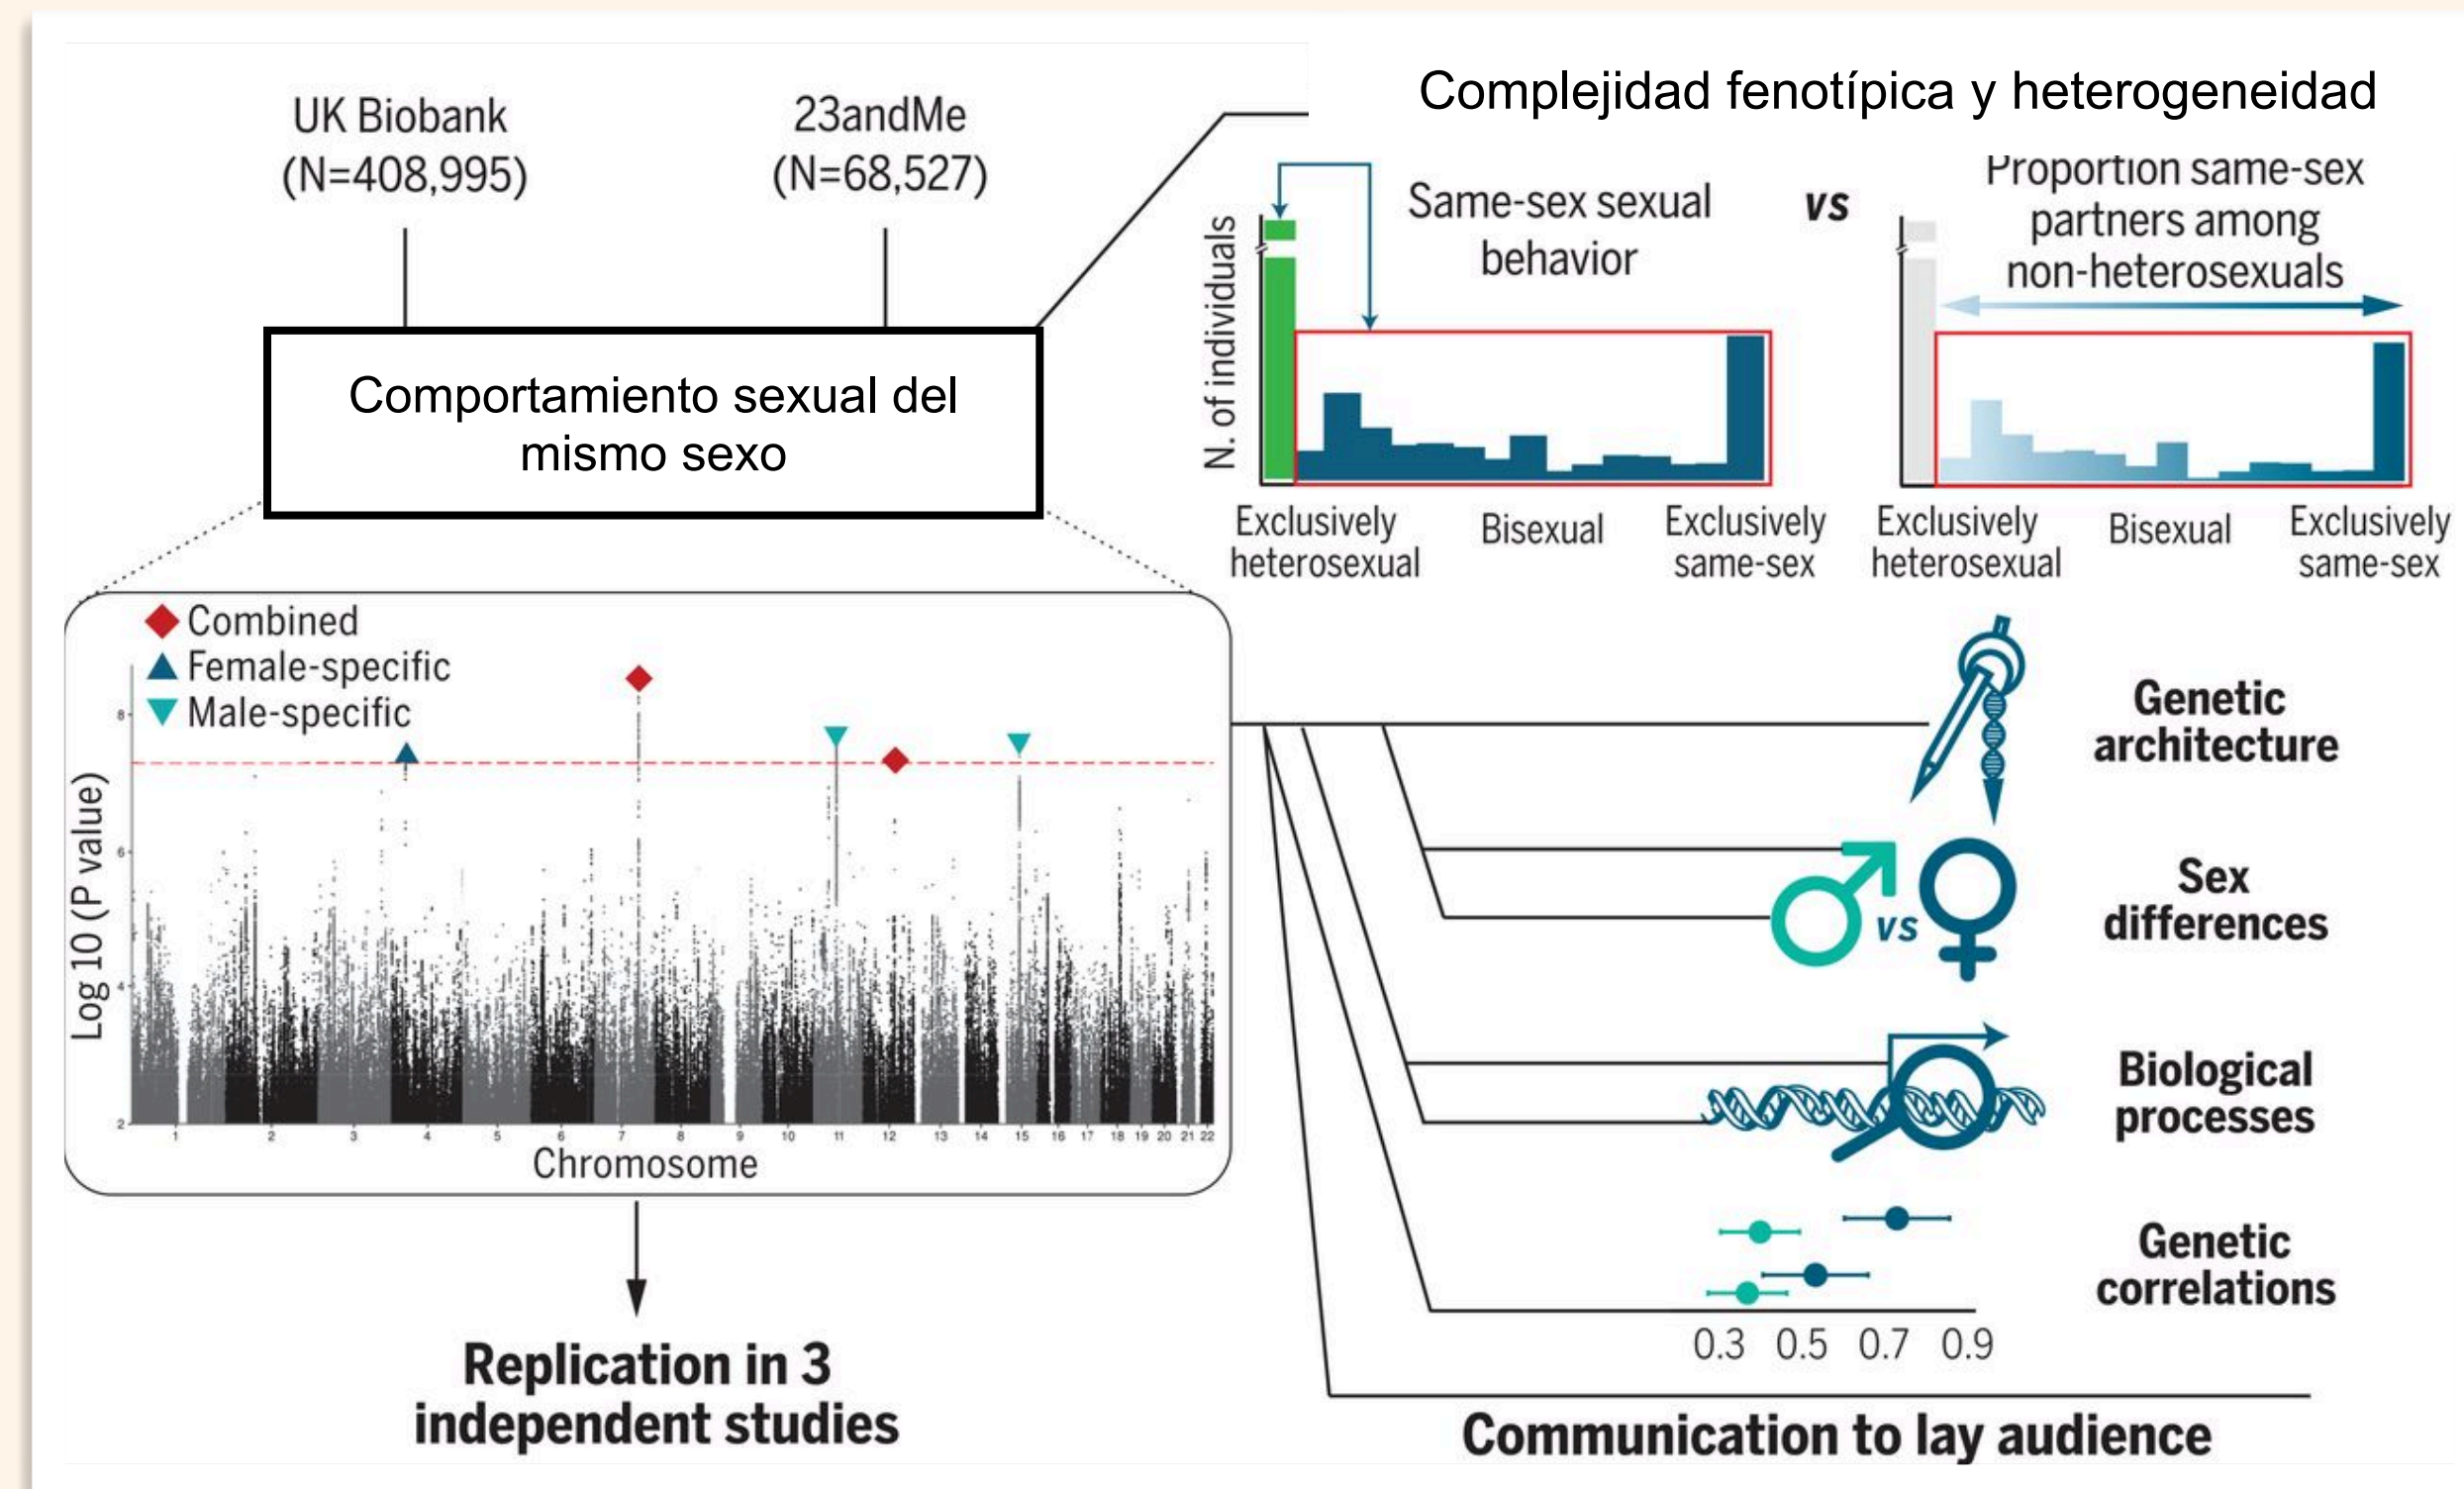 UK Biobank
(N=408,995)
23andMe
(N=68,527)
Comportamiento sexual del
mismo sexo
Complejidad fenotípica y heterogeneidad
N. of individuals
Same-sex sexual
behavior
vs
Proportion same-sex
partners among
non-heterosexuals
Exclusively
heterosexual
Bisexual
Exclusively
same-sex
Exclusively
heterosexual
Bisexual
Exclusively
same-sex
Combined
Female-specific
Male-specific
Log 10 (P value)
8
6
4
2
1 2 3 4 5 6 7 8 9 10 11 12 13 14 15 16 17 18 19 20 21 22
Chromosome
Replication in 3
independent studies
Genetic
architecture
vs
Sex
differences
Biological
processes
Genetic
correlations
0.3 0.5 0.7 0.9
Communication to lay audience